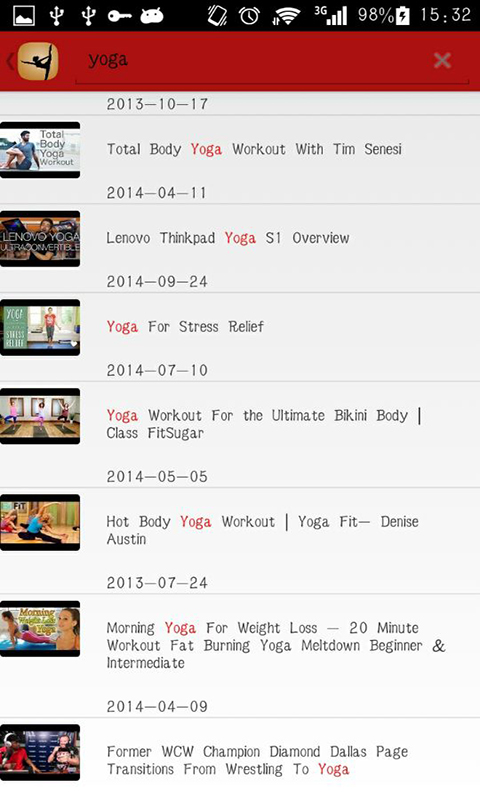 3G 98% 15:32
yoga
2013-10-17
Total
Body
Yoga
Workout
Total Body Yoga Workout With Tim Senesi
2014-04-11
LENOVO YOGA
ULTRACONVERTIBLE
Lenovo Thinkpad Yoga S1 Overview
2014-09-24
YOGA
FOR
STRESS
RELIEF
Yoga For Stress Relief
2014-07-10
Yoga Workout For the Ultimate Bikini Body |
Class FitSugar
2014-05-05
FiT
Hot Body Yoga Workout | Yoga Fit— Denise
Austin
2013-07-24
Morning
Weight Loss
Yoga
Morning Yoga For Weight Loss — 20 Minute
Workout Fat Burning Yoga Meltdown Beginner &
Intermediate
2014-04-09
Former WCW Champion Diamond Dallas Page
Transitions From Wrestling To Yoga